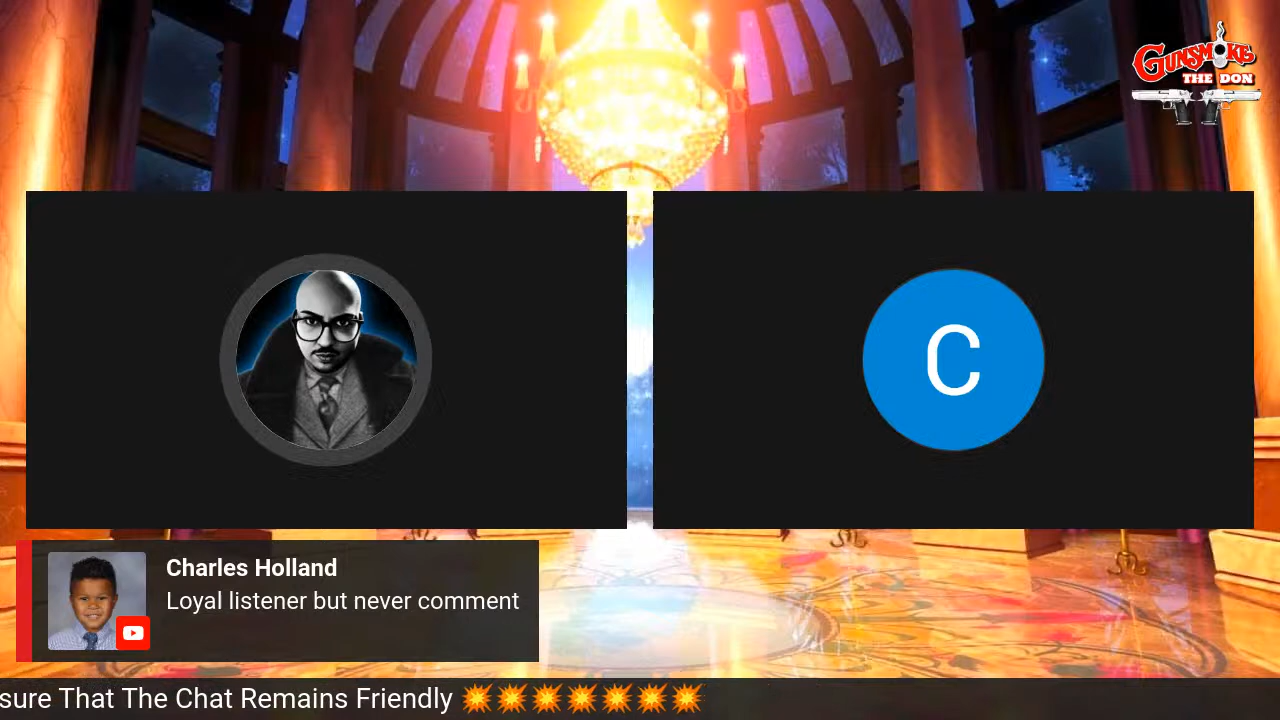 GUNSMOKE
THE DON
C
Charles Holland
Loyal listener but never comment
sure That The Chat Remains Friendly 💥💥💥💥💥💥💥